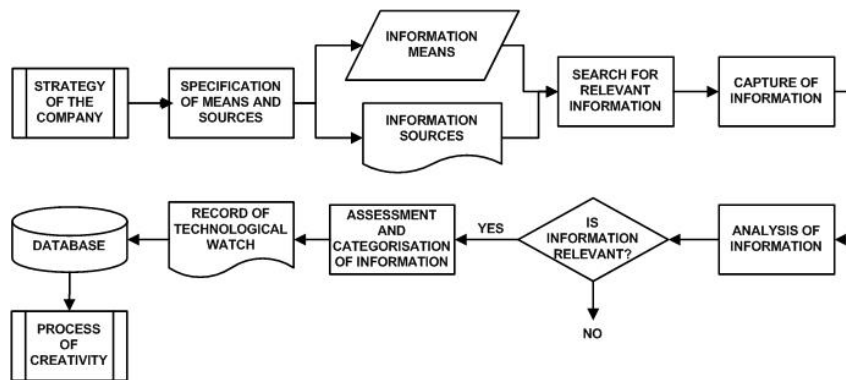 STRATEGY
OF THE
COMPANY
SPECIFICATION
OF MEANS AND
SOURCES
INFORMATION
MEANS
INFORMATION
SOURCES
SEARCH FOR
RELEVANT
INFORMATION
CAPTURE OF
INFORMATION
ANALYSIS OF
INFORMATION
IS
INFORMATION
RELEVANT?
NO
YES
ASSESSMENT
AND
CATEGORISATION
OF INFORMATION
RECORD OF
TECHNOLOGICAL
WATCH
DATABASE
PROCESS
OF
CREATIVITY